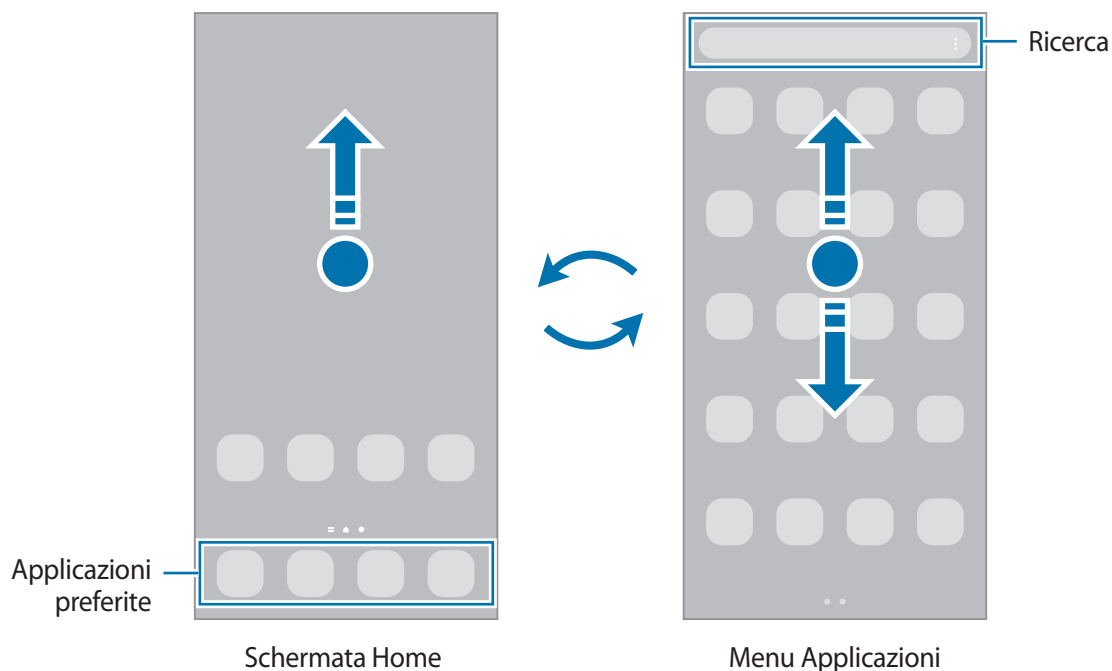 Ricerca
Applicazioni
preferite
Schermata Home
Menu Applicazioni